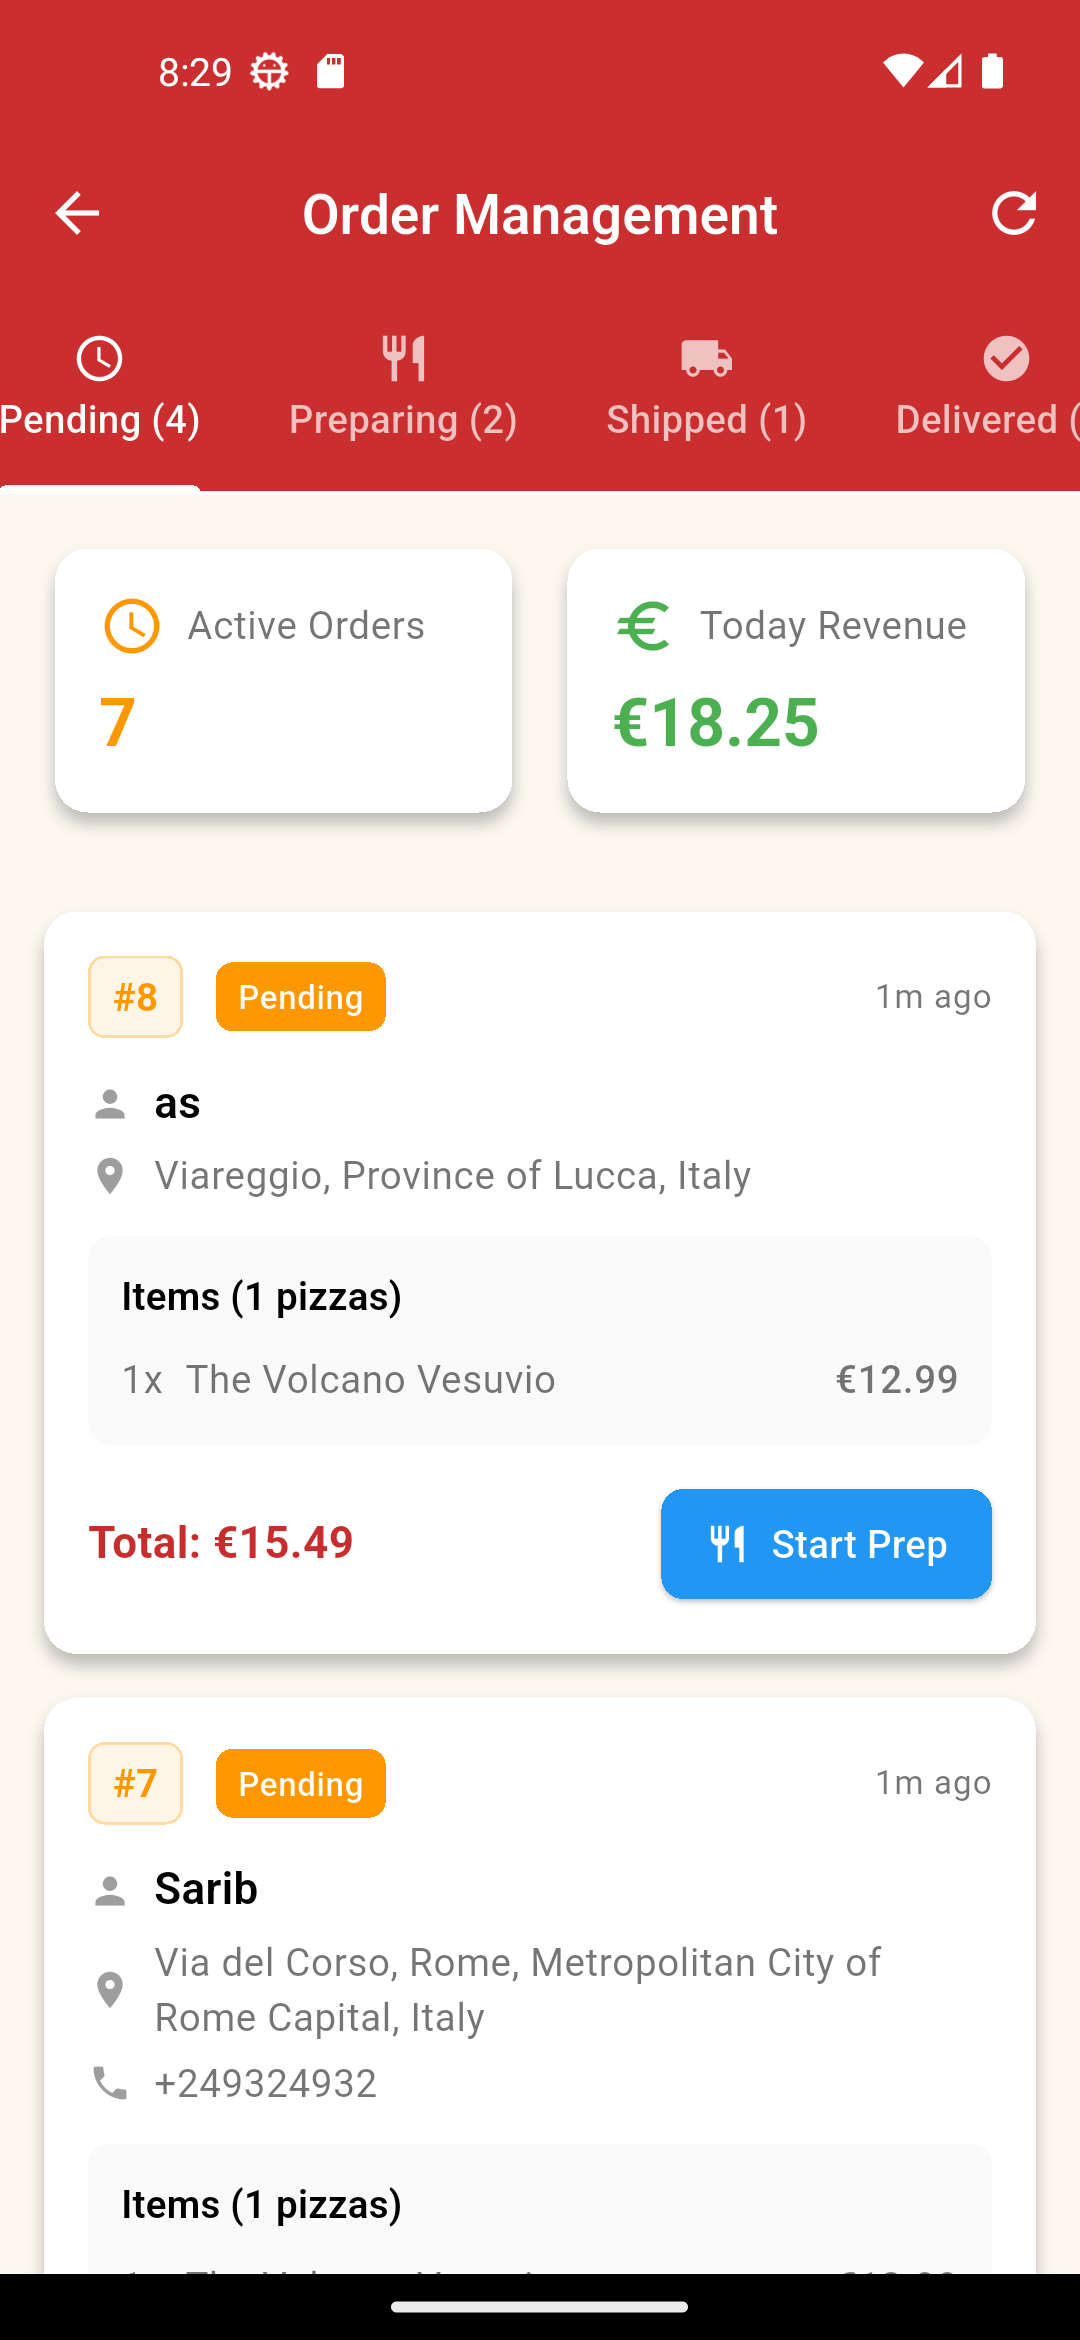 8:29
Order Management
Pending (4)
Preparing (2)
Shipped (1)
Delivered (
Active Orders
7
Today Revenue
€18.25
#8
Pending
1m ago
as
Viareggio, Province of Lucca, Italy
Items (1 pizzas)
1x The Volcano Vesuvio €12.99
Total: €15.49
Start Prep
#7
Pending
1m ago
Sarib
Via del Corso, Rome, Metropolitan City of
Rome Capital, Italy
+249324932
Items (1 pizzas)